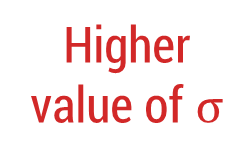 Higher
value of σ